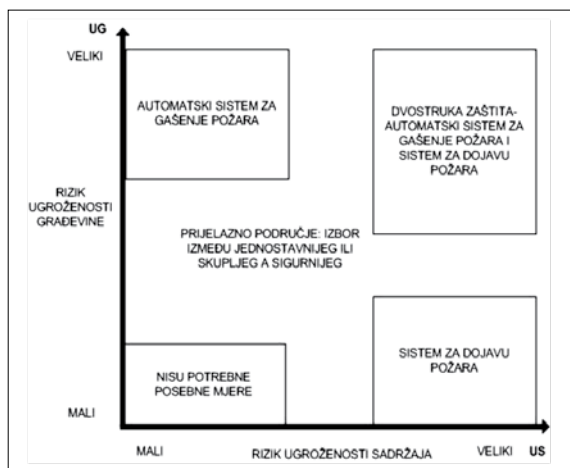 UG
VELIKI
AUTOMATSKI SISTEM ZA
GAŠENJE POŽARA
DVOSTRUKA ZAŠTITA-
AUTOMATSKI SISTEM ZA
GAŠENJE POŽARA I
SISTEM ZA DOJAVU
POŽARA
RIZIK
UGROŽENOSTI
GRAĐEVINE
PRIJELAZNO PODRUČJE: IZBOR
IZMEĐU JEDNOSTAVNIJEG ILI
SKUPLJEG A SIGURNIJEG
NISU POTREBNE
POSEBNE MJERE
SISTEM ZA DOJAVU
POŽARA
MALI
MALI RIZIK UGROŽENOSTI SADRŽAJA VELIKI US